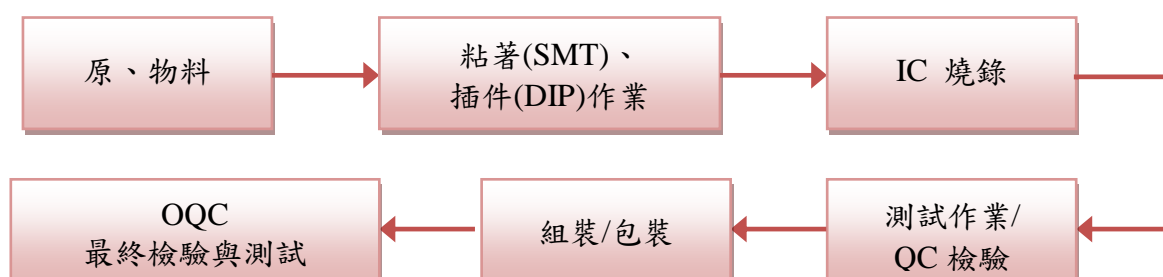 原、物料
粘著(SMT)、
插件(DIP)作業
IC 燒錄
測試作業/
QC 檢驗
組裝/包裝
OQC
最終檢驗與測試